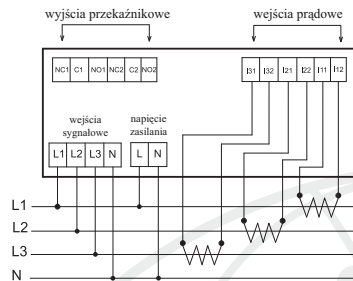 wyjścia przekaźnikowe wejścia prądowe
NC1 C1 NO1 NC2 C2 NO2 I31 I32 I21 I22 I11 I12
wejścia sygnałowe napięcie zasilania
L1 L2 L3 N L N
L1
L2
L3
N